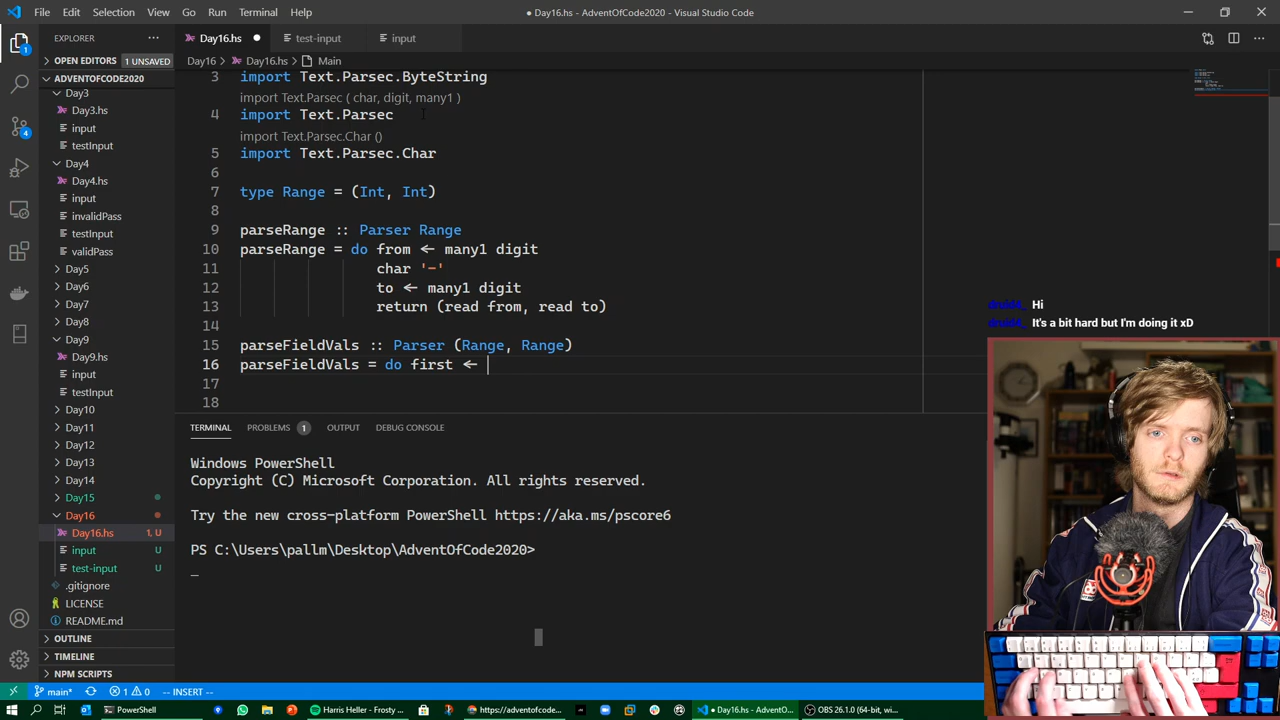 File Edit Selection View Go Run Terminal Help
● Day16.hs - AdventOfCode2020 - Visual Studio Code
EXPLORER
Day16.hs ● test-input input
OPEN EDITORS 1 UNSAVED
Day16 > Day16.hs > Main
ADVENTOFCODE2020
Day3
Day3.hs
input
testInput
Day4
Day4.hs
input
invalidPass
testInput
validPass
Day5
Day6
Day7
Day8
Day9
Day9.hs
input
testInput
Day10
Day11
Day12
Day13
Day14
Day15
Day16
Day16.hs 1, U
input U
test-input U
.gitignore
LICENSE
README.md
OUTLINE
TIMELINE
NPM SCRIPTS
1
4
3 import Text.Parsec.ByteString
import Text.Parsec ( char, digit, many1 )
4 import Text.Parsec
import Text.Parsec.Char ()
5 import Text.Parsec.Char
6
7 type Range = (Int, Int)
8
9 parseRange :: Parser Range
10 parseRange = do from <- many1 digit
11 char '-'
12 to <- many1 digit
13 return (read from, read to)
14
15 parseFieldVals :: Parser (Range, Range)
16 parseFieldVals = do first <-
17
18
TERMINAL PROBLEMS 1 OUTPUT DEBUG CONSOLE
Windows PowerShell
Copyright (C) Microsoft Corporation. All rights reserved.
Try the new cross-platform PowerShell https://aka.ms/pscore6
PS C:\Users\pallm\Desktop\AdventOfCode2020>
_
Hi
It's a bit hard but I'm doing it xD
main* 1 0 -- INSERT --
PowerShell
Harris Heller - Frosty ...
https://adventofcode...
● Day16.hs - AdventO...
OBS 26.1.0 (64-bit, w...